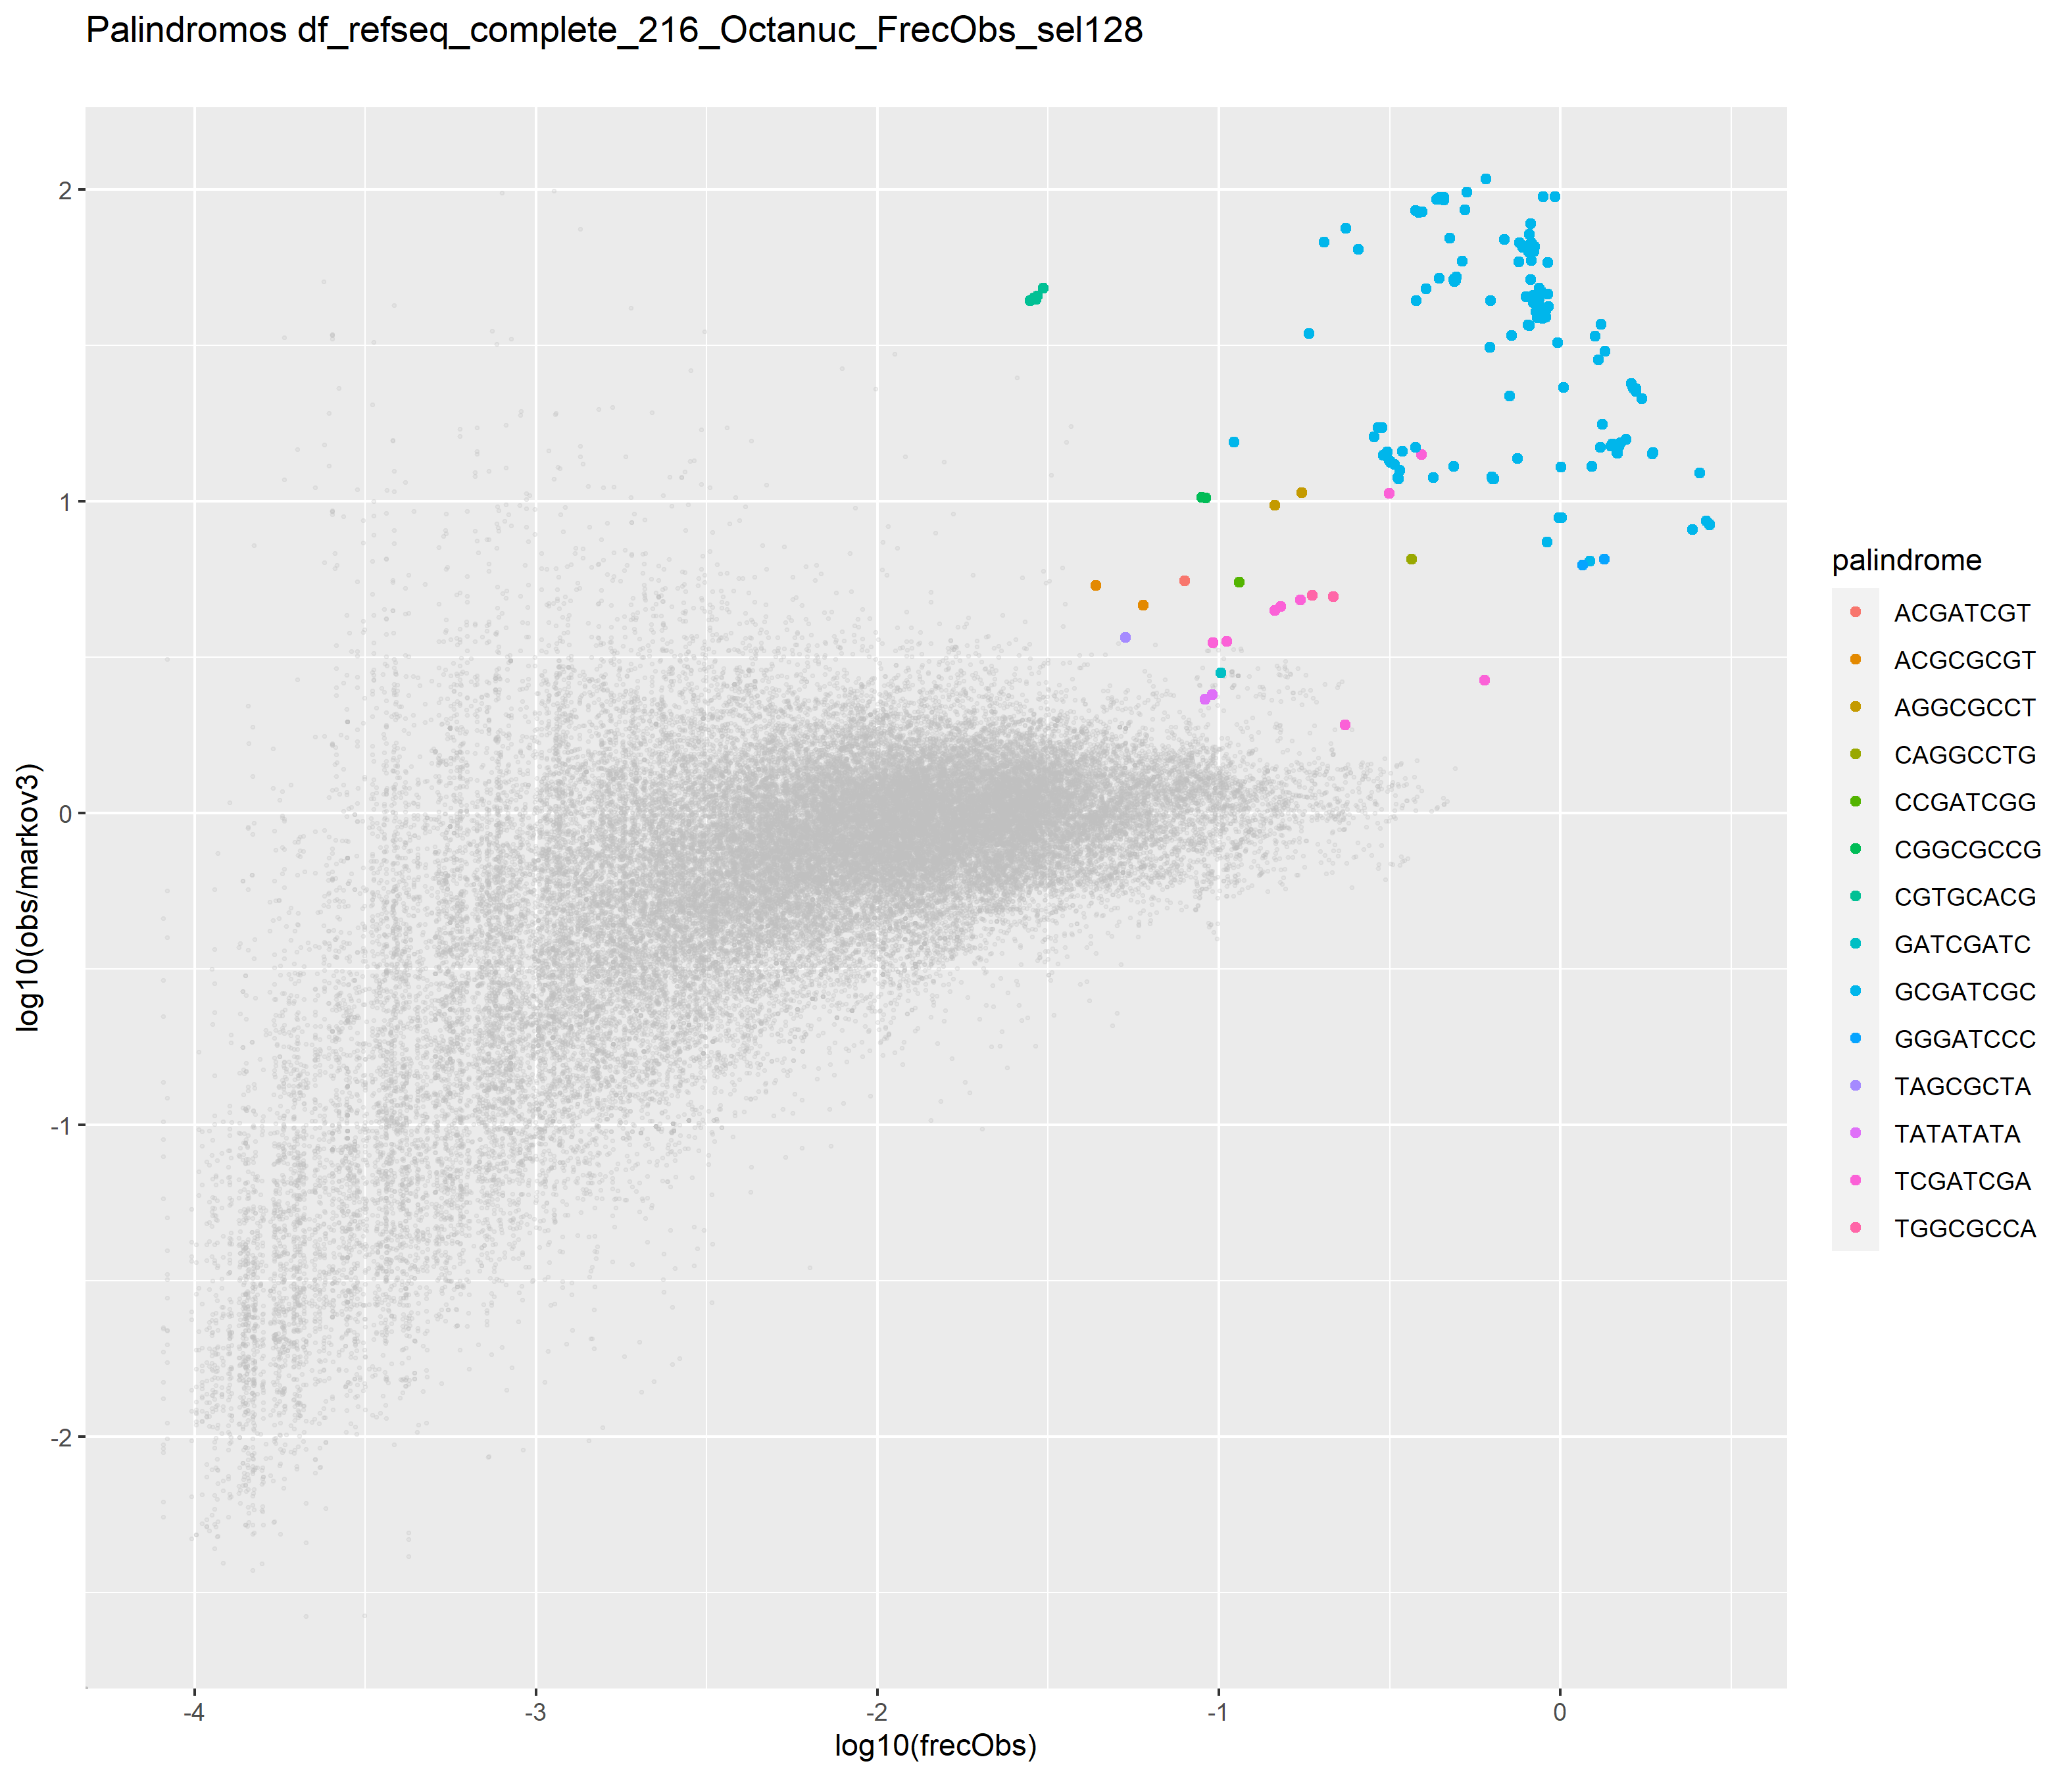 Palindromos df_refseq_complete_216_Octanuc_FrecObs_sel128
log10(obs/markov3)
2
1
0
-1
-2
-4
-3
-2
-1
0
log10(frecObs)
palindrome
ACGATCGT
ACGCGCGT
AGGCGCCT
CAGGCCTG
CCGATCGG
CGGCGCCG
CGTGCACG
GATCGATC
GCGATCGC
GGGATCCC
TAGCGCTA
TATATATA
TCGATCGA
TGGCGCCA